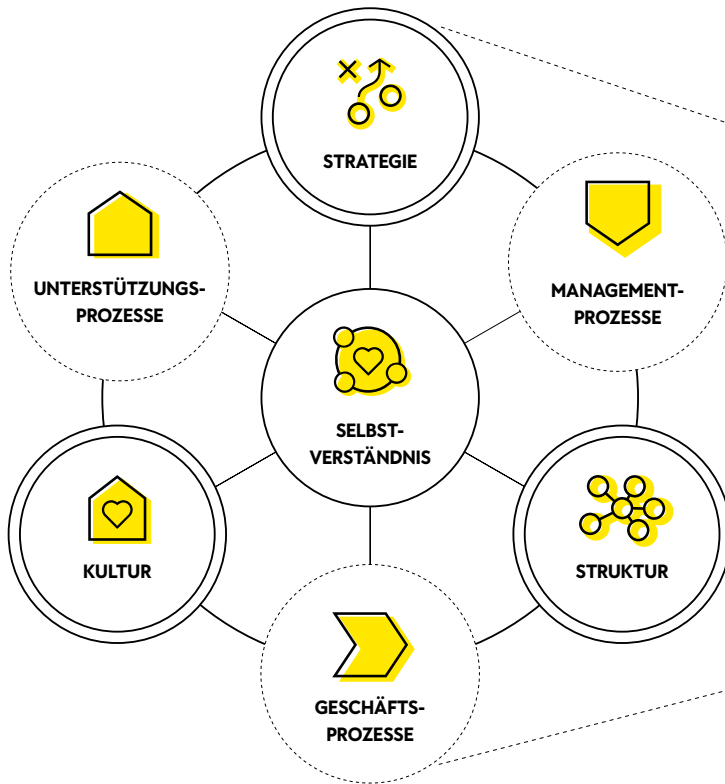 STRATEGIE
UNTERSTÜTZUNGS-
PROZESSE
MANAGEMENT-
PROZESSE
SELBST-
VERSTÄNDNIS
KULTUR
STRUKTUR
GESCHÄFTS-
PROZESSE